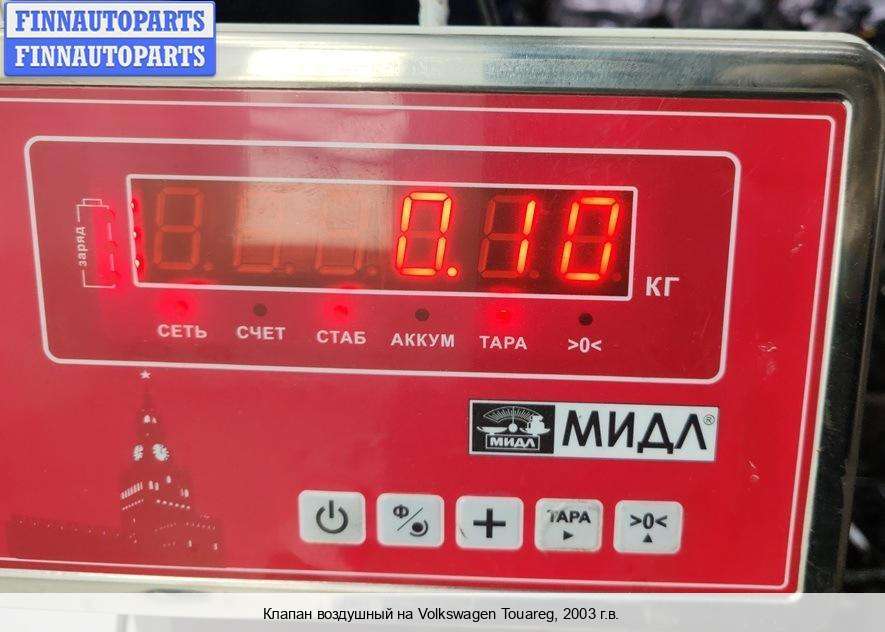 FINNAUTOPARTS
FINNAUTOPARTS
заряд
0.10
КГ
СЕТЬ СЧЕТ СТАБ АККУМ ТАРА >0<
МИДЛ МИДЛ®
Ф ТАРА >0<
Клапан воздушный на Volkswagen Touareg, 2003 г.в.